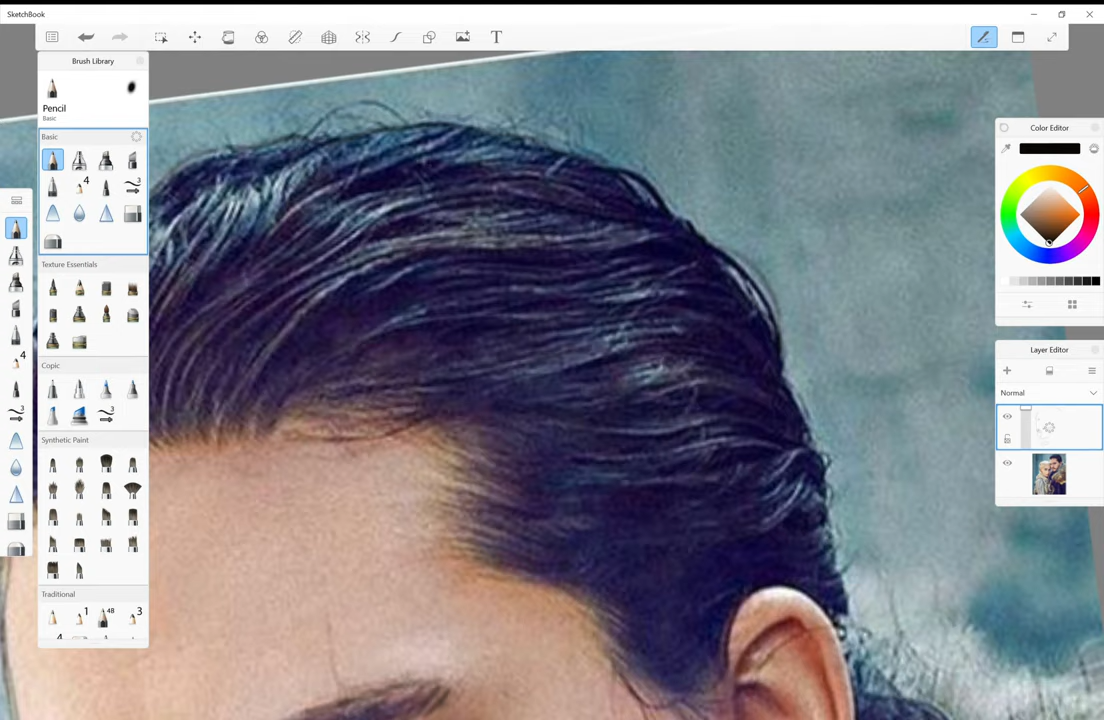 SketchBook
T
Brush Library
Color Editor
Pencil
Basic
Basic
4
3
Texture Essentials
4
3
Layer Editor
Normal
Copic
3
Synthetic Paint
Traditional
1
4B
3
4